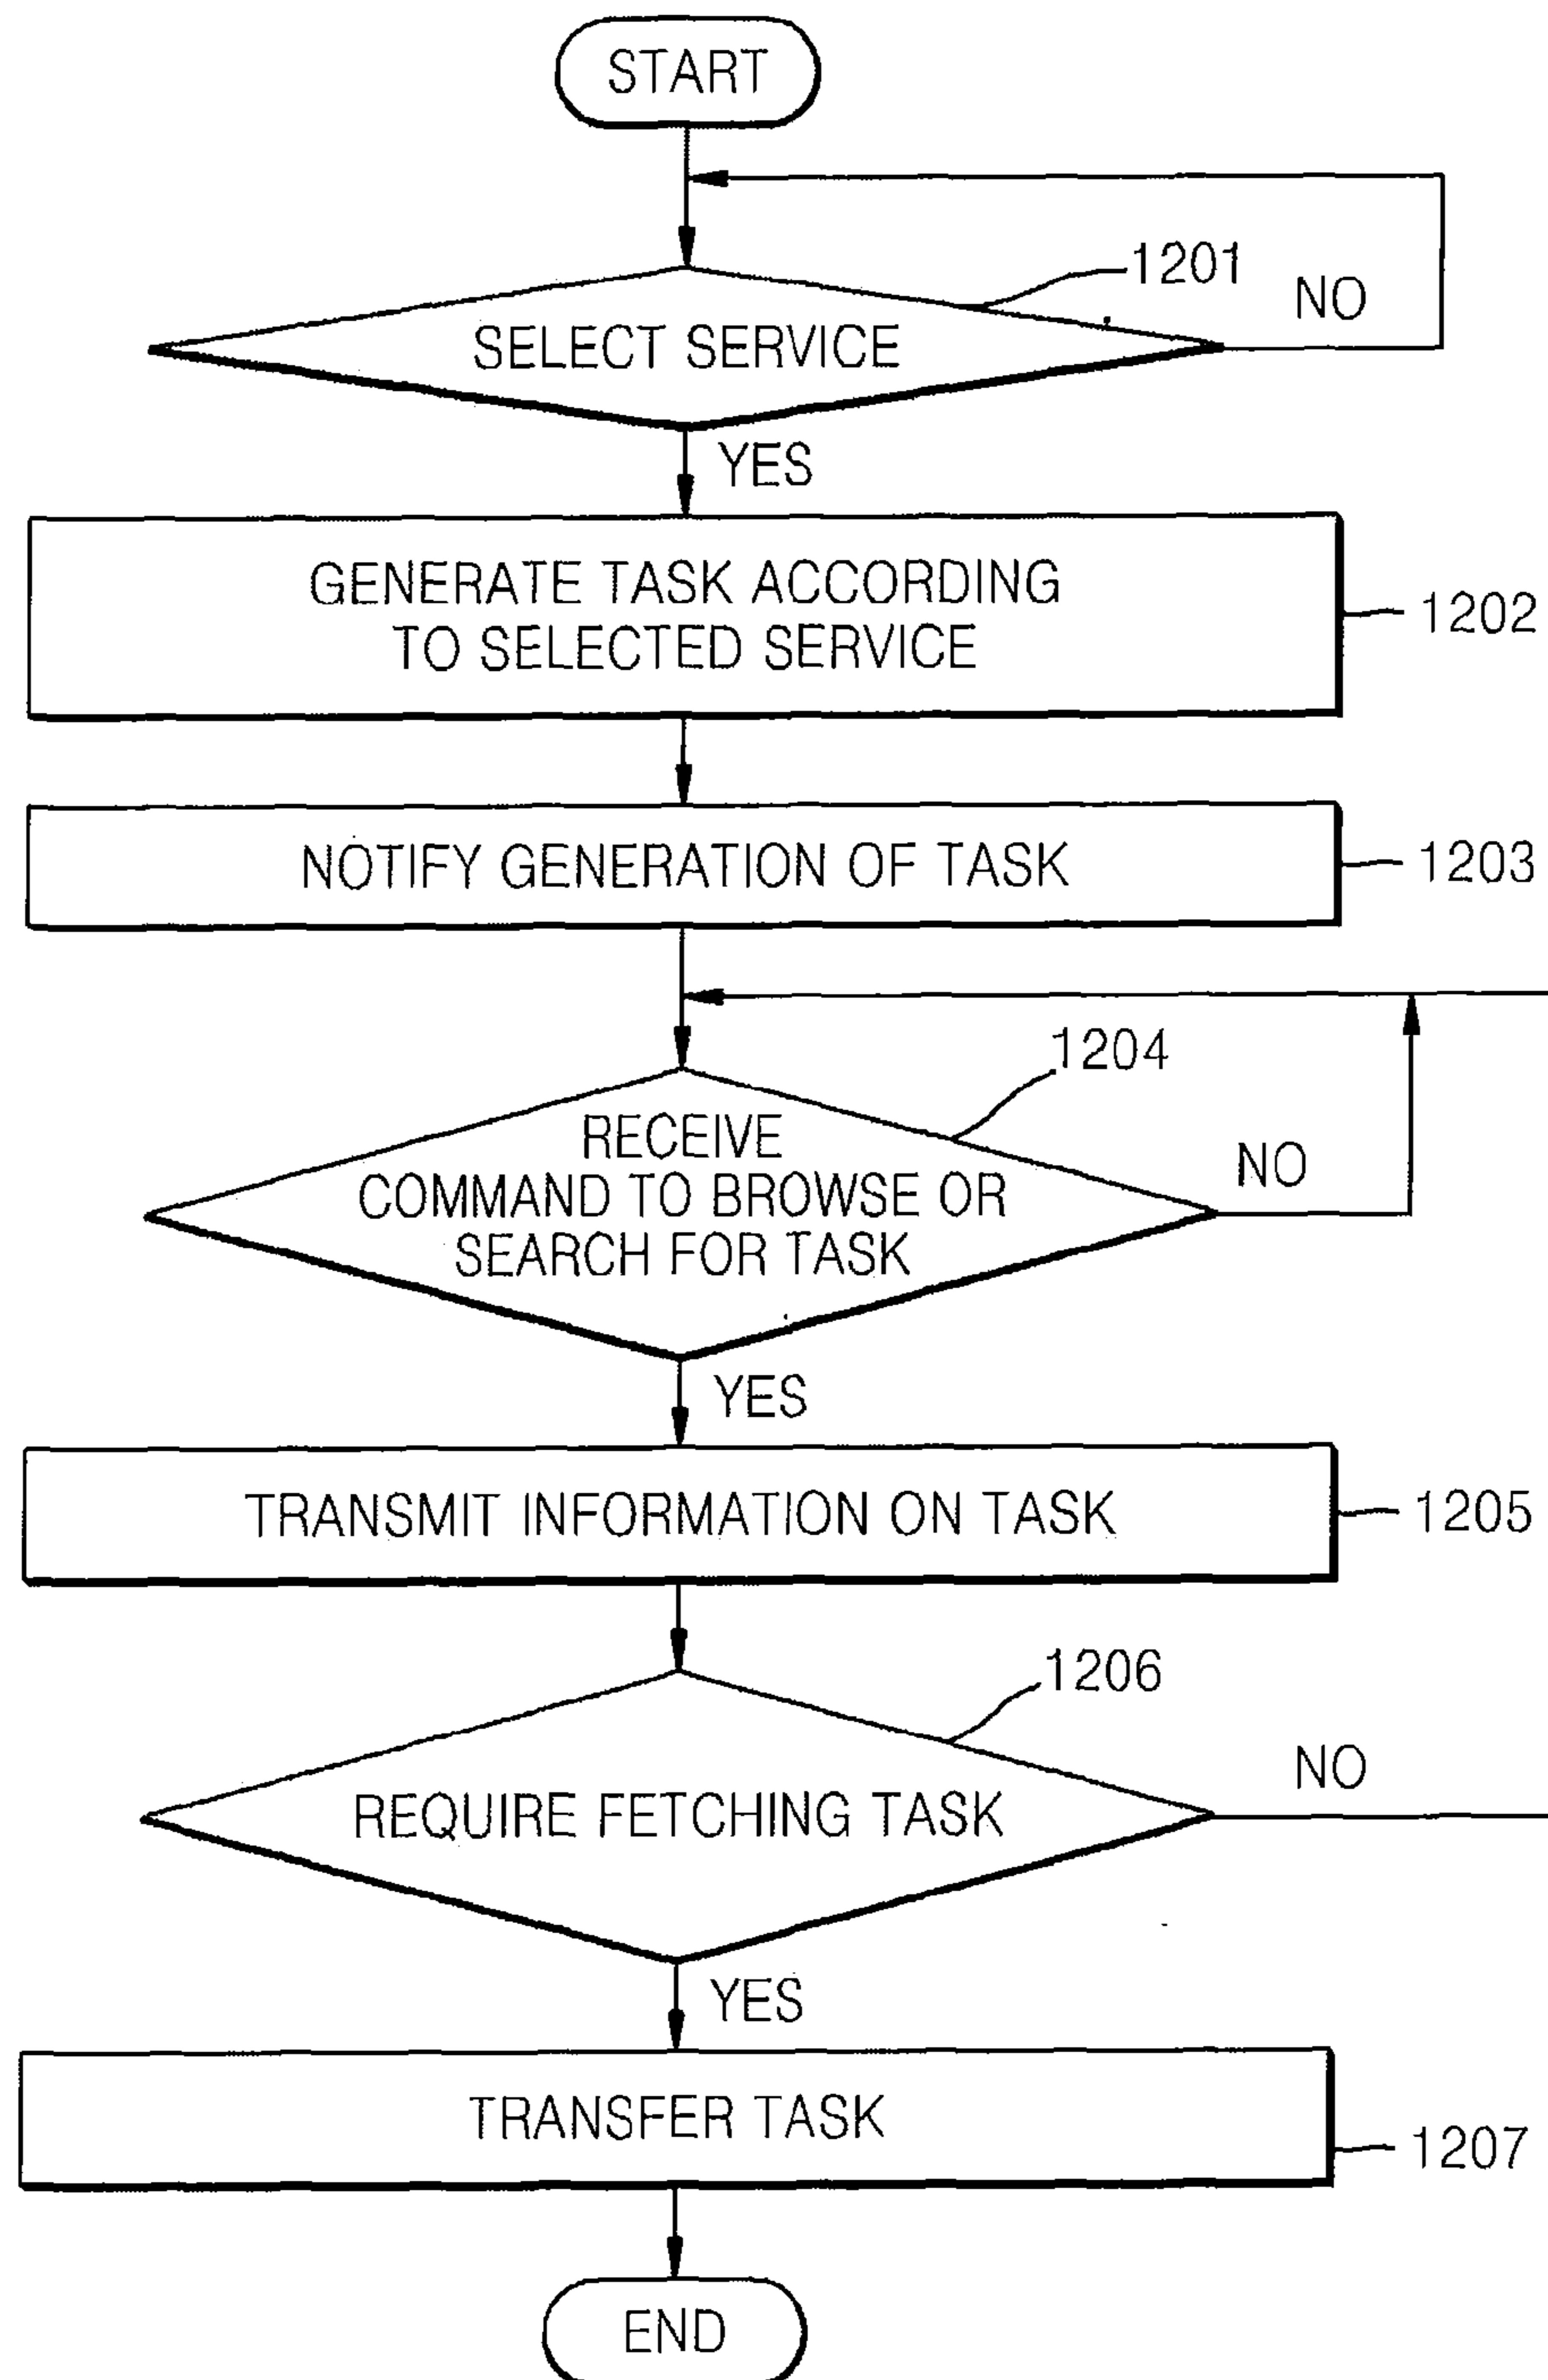 START
1201
NO
SELECT SERVICE
YES
GENERATE TASK ACCORDING
TO SELECTED SERVICE
1202
NOTIFY GENERATION OF TASK
1203
1204
RECEIVE
COMMAND TO BROWSE OR
SEARCH FOR TASK
NO
YES
TRANSMIT INFORMATION ON TASK
1205
1206
NO
REQUIRE FETCHING TASK
YES
TRANSFER TASK
1207
END